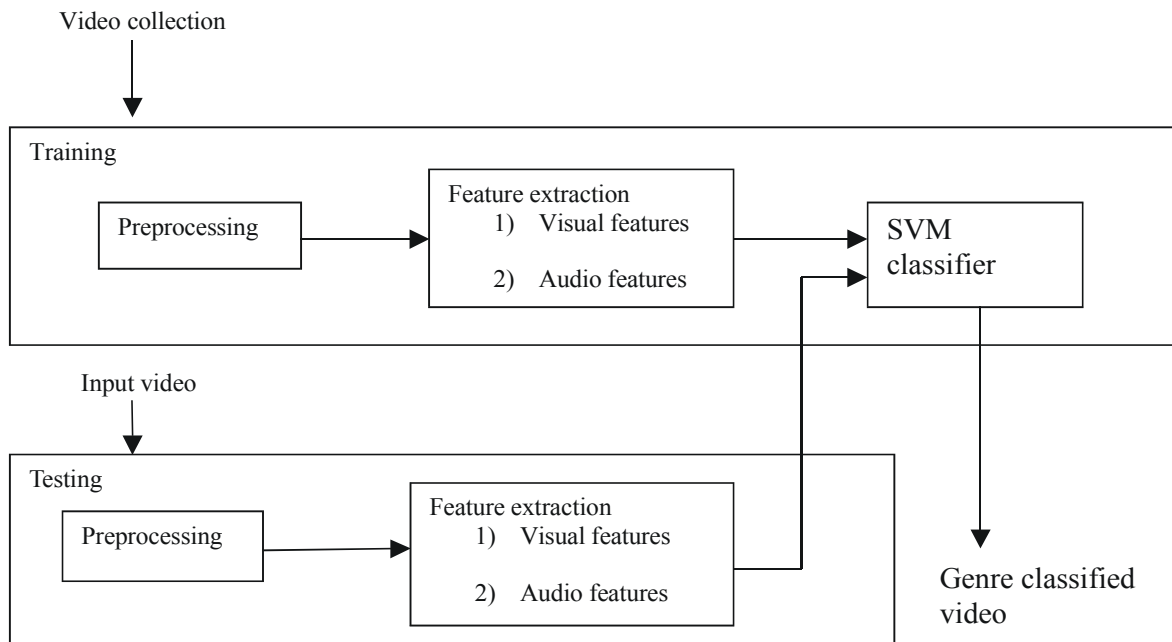 Video collection
Training
Preprocessing
Feature extraction
1) Visual features
2) Audio features
SVM
classifier
Input video
Testing
Preprocessing
Feature extraction
1) Visual features
2) Audio features
Genre classified
video